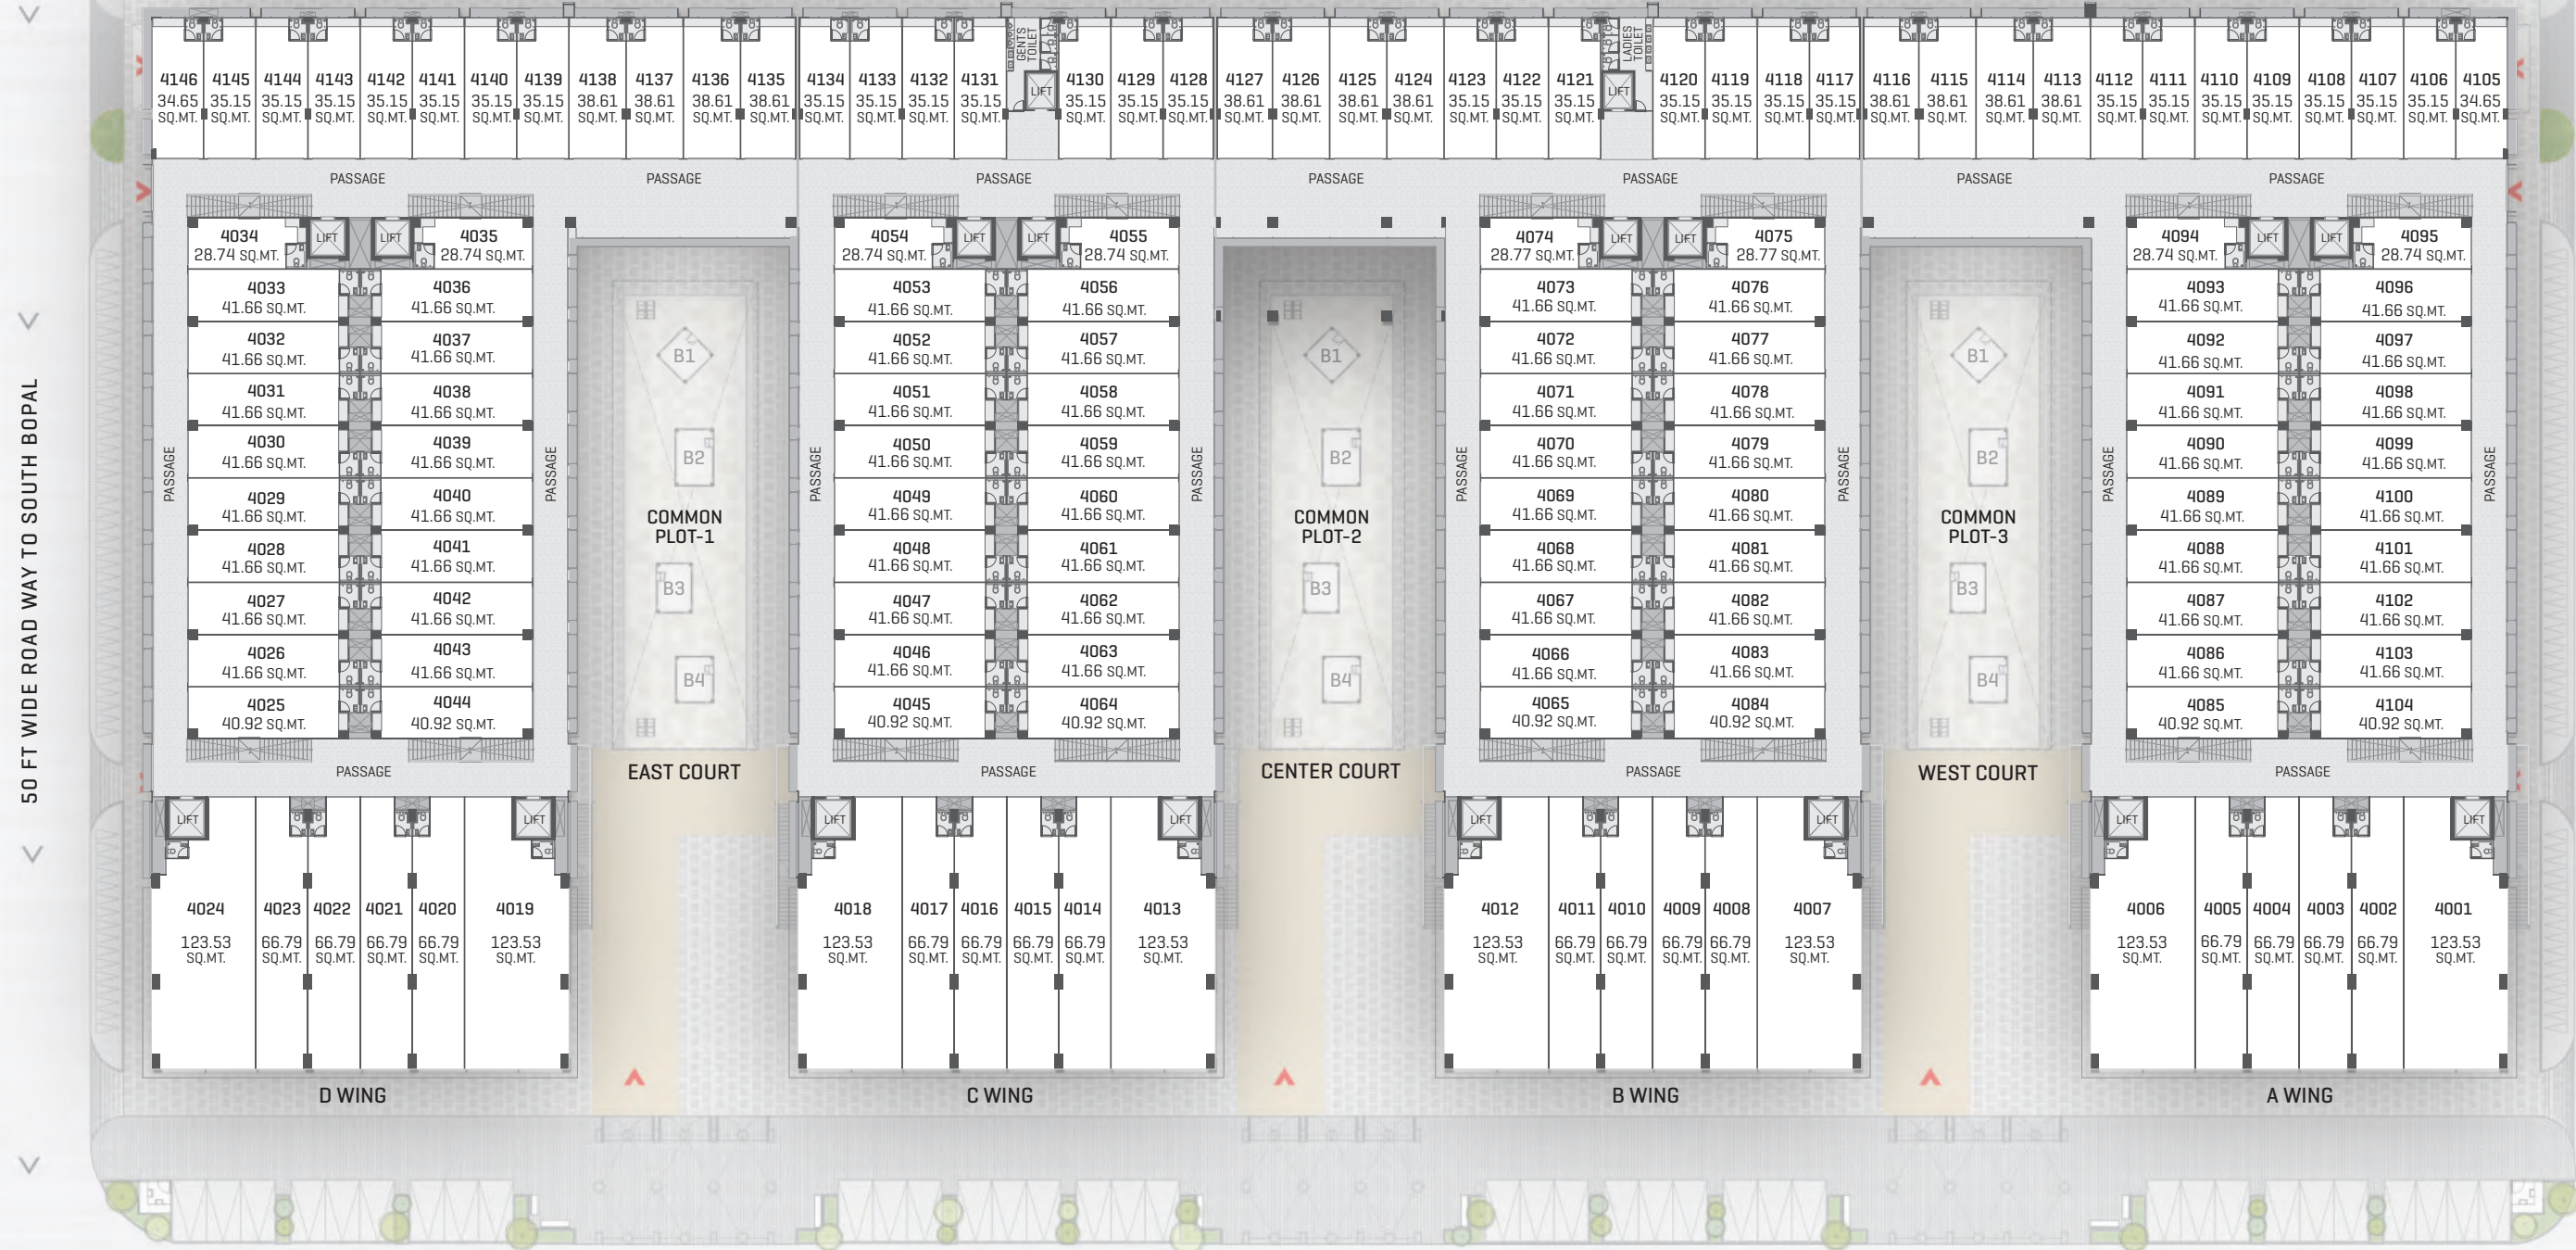 4146 4145 4144 4143 4142 4141 4140 4139 4138 4137 4136 4135 4134 4133 4132 4131 GENTS TOILET LIFT 4130 4129 4128 4127 4126 4125 4124 4123 4122 4121 LADIES TOILET LIFT 4120 4119 4118 4117 4116 4115 4114 4113 4112 4111 4110 4109 4108 4107 4106 4105
34.65 35.15 35.15 35.15 35.15 35.15 35.15 35.15 38.61 38.61 38.61 38.61 35.15 35.15 35.15 35.15 35.15 35.15 35.15 38.61 38.61 38.61 38.61 35.15 35.15 35.15 35.15 35.15 35.15 35.15 38.61 38.61 38.61 38.61 35.15 35.15 35.15 35.15 35.15 35.15 35.15 34.65
SQ.MT. SQ.MT. SQ.MT. SQ.MT. SQ.MT. SQ.MT. SQ.MT. SQ.MT. SQ.MT. SQ.MT. SQ.MT. SQ.MT. SQ.MT. SQ.MT. SQ.MT. SQ.MT. SQ.MT. SQ.MT. SQ.MT. SQ.MT. SQ.MT. SQ.MT. SQ.MT. SQ.MT. SQ.MT. SQ.MT. SQ.MT. SQ.MT. SQ.MT. SQ.MT. SQ.MT. SQ.MT. SQ.MT. SQ.MT. SQ.MT. SQ.MT. SQ.MT. SQ.MT. SQ.MT. SQ.MT. SQ.MT. SQ.MT.
PASSAGE PASSAGE PASSAGE PASSAGE PASSAGE PASSAGE PASSAGE
4034 LIFT LIFT 4035 4054 LIFT LIFT 4055 4074 LIFT LIFT 4075 4094 LIFT LIFT 4095
28.74 SQ.MT. 28.74 SQ.MT. 28.74 SQ.MT. 28.74 SQ.MT. 28.77 SQ.MT. 28.77 SQ.MT. 28.74 SQ.MT. 28.74 SQ.MT.
4033 4036 4053 4056 4073 4076 4093 4096
41.66 SQ.MT. 41.66 SQ.MT. 41.66 SQ.MT. 41.66 SQ.MT. 41.66 SQ.MT. 41.66 SQ.MT. 41.66 SQ.MT. 41.66 SQ.MT.
4032 4037 B1 4052 4057 B1 4072 4077 B1 4092 4097
41.66 SQ.MT. 41.66 SQ.MT. 41.66 SQ.MT. 41.66 SQ.MT. 41.66 SQ.MT. 41.66 SQ.MT. 41.66 SQ.MT. 41.66 SQ.MT.
4031 4038 4051 4058 4071 4078 4091 4098
41.66 SQ.MT. 41.66 SQ.MT. 41.66 SQ.MT. 41.66 SQ.MT. 41.66 SQ.MT. 41.66 SQ.MT. 41.66 SQ.MT. 41.66 SQ.MT.
4030 4039 B2 4050 4059 B2 4070 4079 B2 4090 4099
41.66 SQ.MT. 41.66 SQ.MT. 41.66 SQ.MT. 41.66 SQ.MT. 41.66 SQ.MT. 41.66 SQ.MT. 41.66 SQ.MT. 41.66 SQ.MT.
PASSAGE PASSAGE PASSAGE PASSAGE PASSAGE PASSAGE PASSAGE PASSAGE
4029 4040 4049 4060 4069 4080 4089 4100
41.66 SQ.MT. 41.66 SQ.MT. 41.66 SQ.MT. 41.66 SQ.MT. 41.66 SQ.MT. 41.66 SQ.MT. 41.66 SQ.MT. 41.66 SQ.MT.
COMMON COMMON COMMON
PLOT-1 PLOT-2 PLOT-3
4028 4041 4048 4061 4068 4081 4088 4101
41.66 SQ.MT. 41.66 SQ.MT. 41.66 SQ.MT. 41.66 SQ.MT. 41.66 SQ.MT. 41.66 SQ.MT. 41.66 SQ.MT. 41.66 SQ.MT.
4027 4042 B3 4047 4062 B3 4067 4082 B3 4087 4102
41.66 SQ.MT. 41.66 SQ.MT. 41.66 SQ.MT. 41.66 SQ.MT. 41.66 SQ.MT. 41.66 SQ.MT. 41.66 SQ.MT. 41.66 SQ.MT.
4026 4043 4046 4063 4066 4083 4086 4103
41.66 SQ.MT. 41.66 SQ.MT. B4 41.66 SQ.MT. 41.66 SQ.MT. B4 41.66 SQ.MT. 41.66 SQ.MT. B4 41.66 SQ.MT. 41.66 SQ.MT.
4025 4044 4045 4064 4065 4084 4085 4104
40.92 SQ.MT. 40.92 SQ.MT. 40.92 SQ.MT. 40.92 SQ.MT. 40.92 SQ.MT. 40.92 SQ.MT. 40.92 SQ.MT. 40.92 SQ.MT.
50 FT WIDE ROAD WAY TO SOUTH BOPAL
PASSAGE EAST COURT PASSAGE CENTER COURT PASSAGE WEST COURT PASSAGE
LIFT LIFT LIFT LIFT LIFT LIFT LIFT LIFT
4024 4023 4022 4021 4020 4019 4018 4017 4016 4015 4014 4013 4012 4011 4010 4009 4008 4007 4006 4005 4004 4003 4002 4001
123.53 66.79 66.79 66.79 66.79 123.53 123.53 66.79 66.79 66.79 66.79 123.53 123.53 66.79 66.79 66.79 66.79 123.53 123.53 66.79 66.79 66.79 66.79 123.53
SQ.MT. SQ.MT. SQ.MT. SQ.MT. SQ.MT. SQ.MT. SQ.MT. SQ.MT. SQ.MT. SQ.MT. SQ.MT. SQ.MT. SQ.MT. SQ.MT. SQ.MT. SQ.MT. SQ.MT. SQ.MT. SQ.MT. SQ.MT. SQ.MT. SQ.MT. SQ.MT. SQ.MT.
D WING C WING B WING A WING